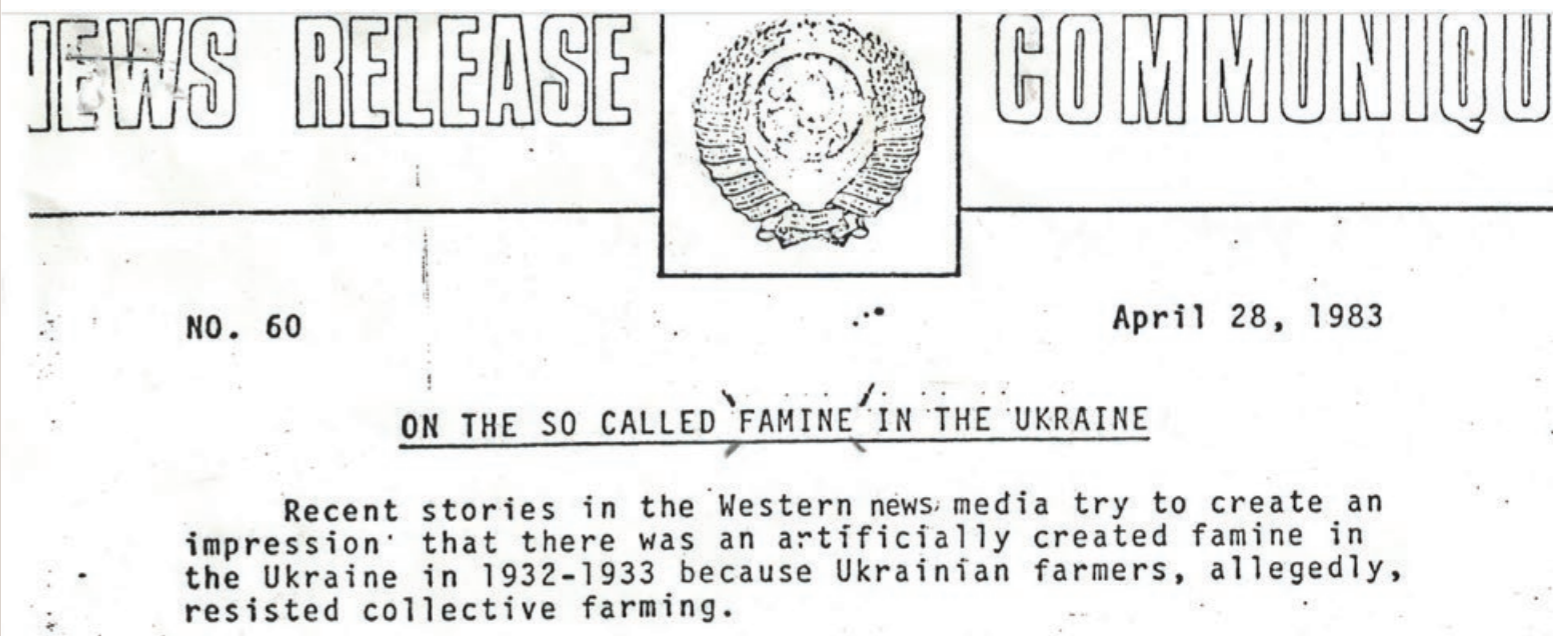 NEWS RELEASE COMMUNIQU
NO. 60 April 28, 1983
ON THE SO CALLED 'FAMINE' IN THE UKRAINE
Recent stories in the Western news media try to create an
impression that there was an artificially created famine in
the Ukraine in 1932-1933 because Ukrainian farmers, allegedly,
resisted collective farming.